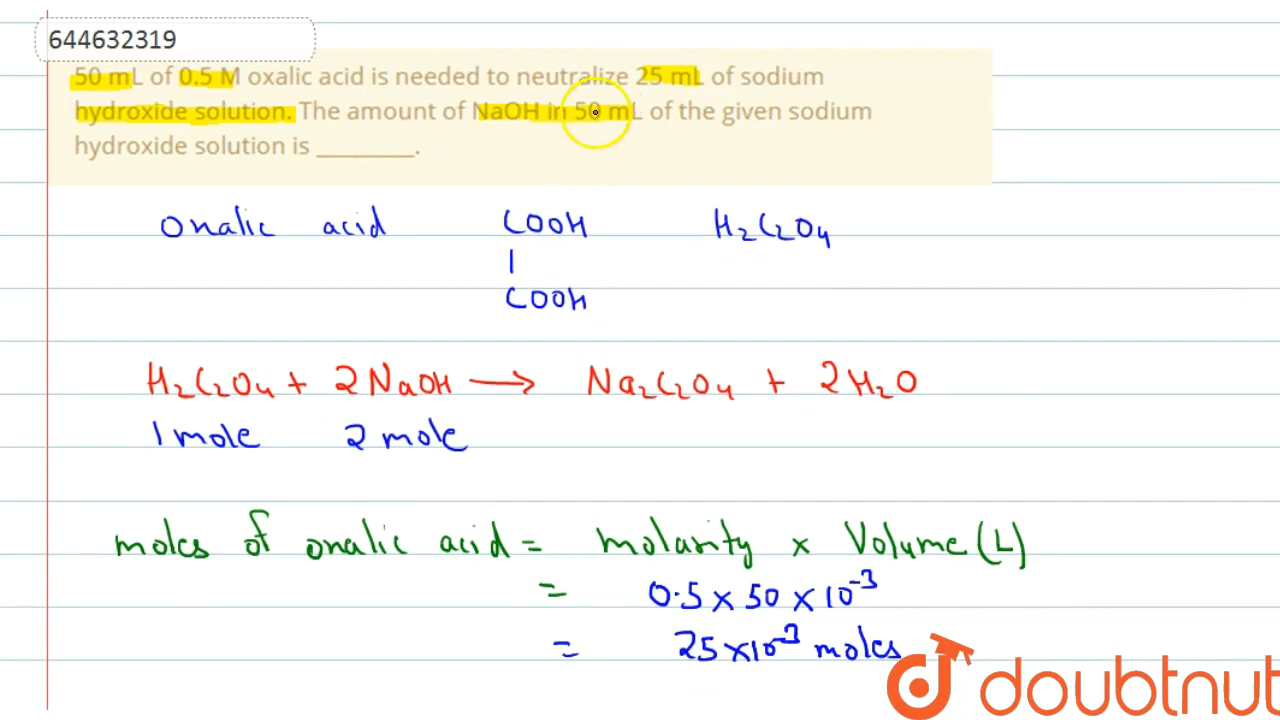 644632319
50 mL of 0.5 M oxalic acid is needed to neutralize 25 mL of sodium
hydroxide solution. The amount of NaOH in 50 mL of the given sodium
hydroxide solution is ________.
Oxalic acid COOH H₂C₂O₄
|
COOH
H₂C₂O₄ + 2NaOH ⟶ Na₂C₂O₄ + 2H₂O
1 mole 2 mole
moles of oxalic acid = molarity × Volume (L)
= 0.5 × 50 × 10⁻³
= 25 × 10⁻³ moles
doubtnut